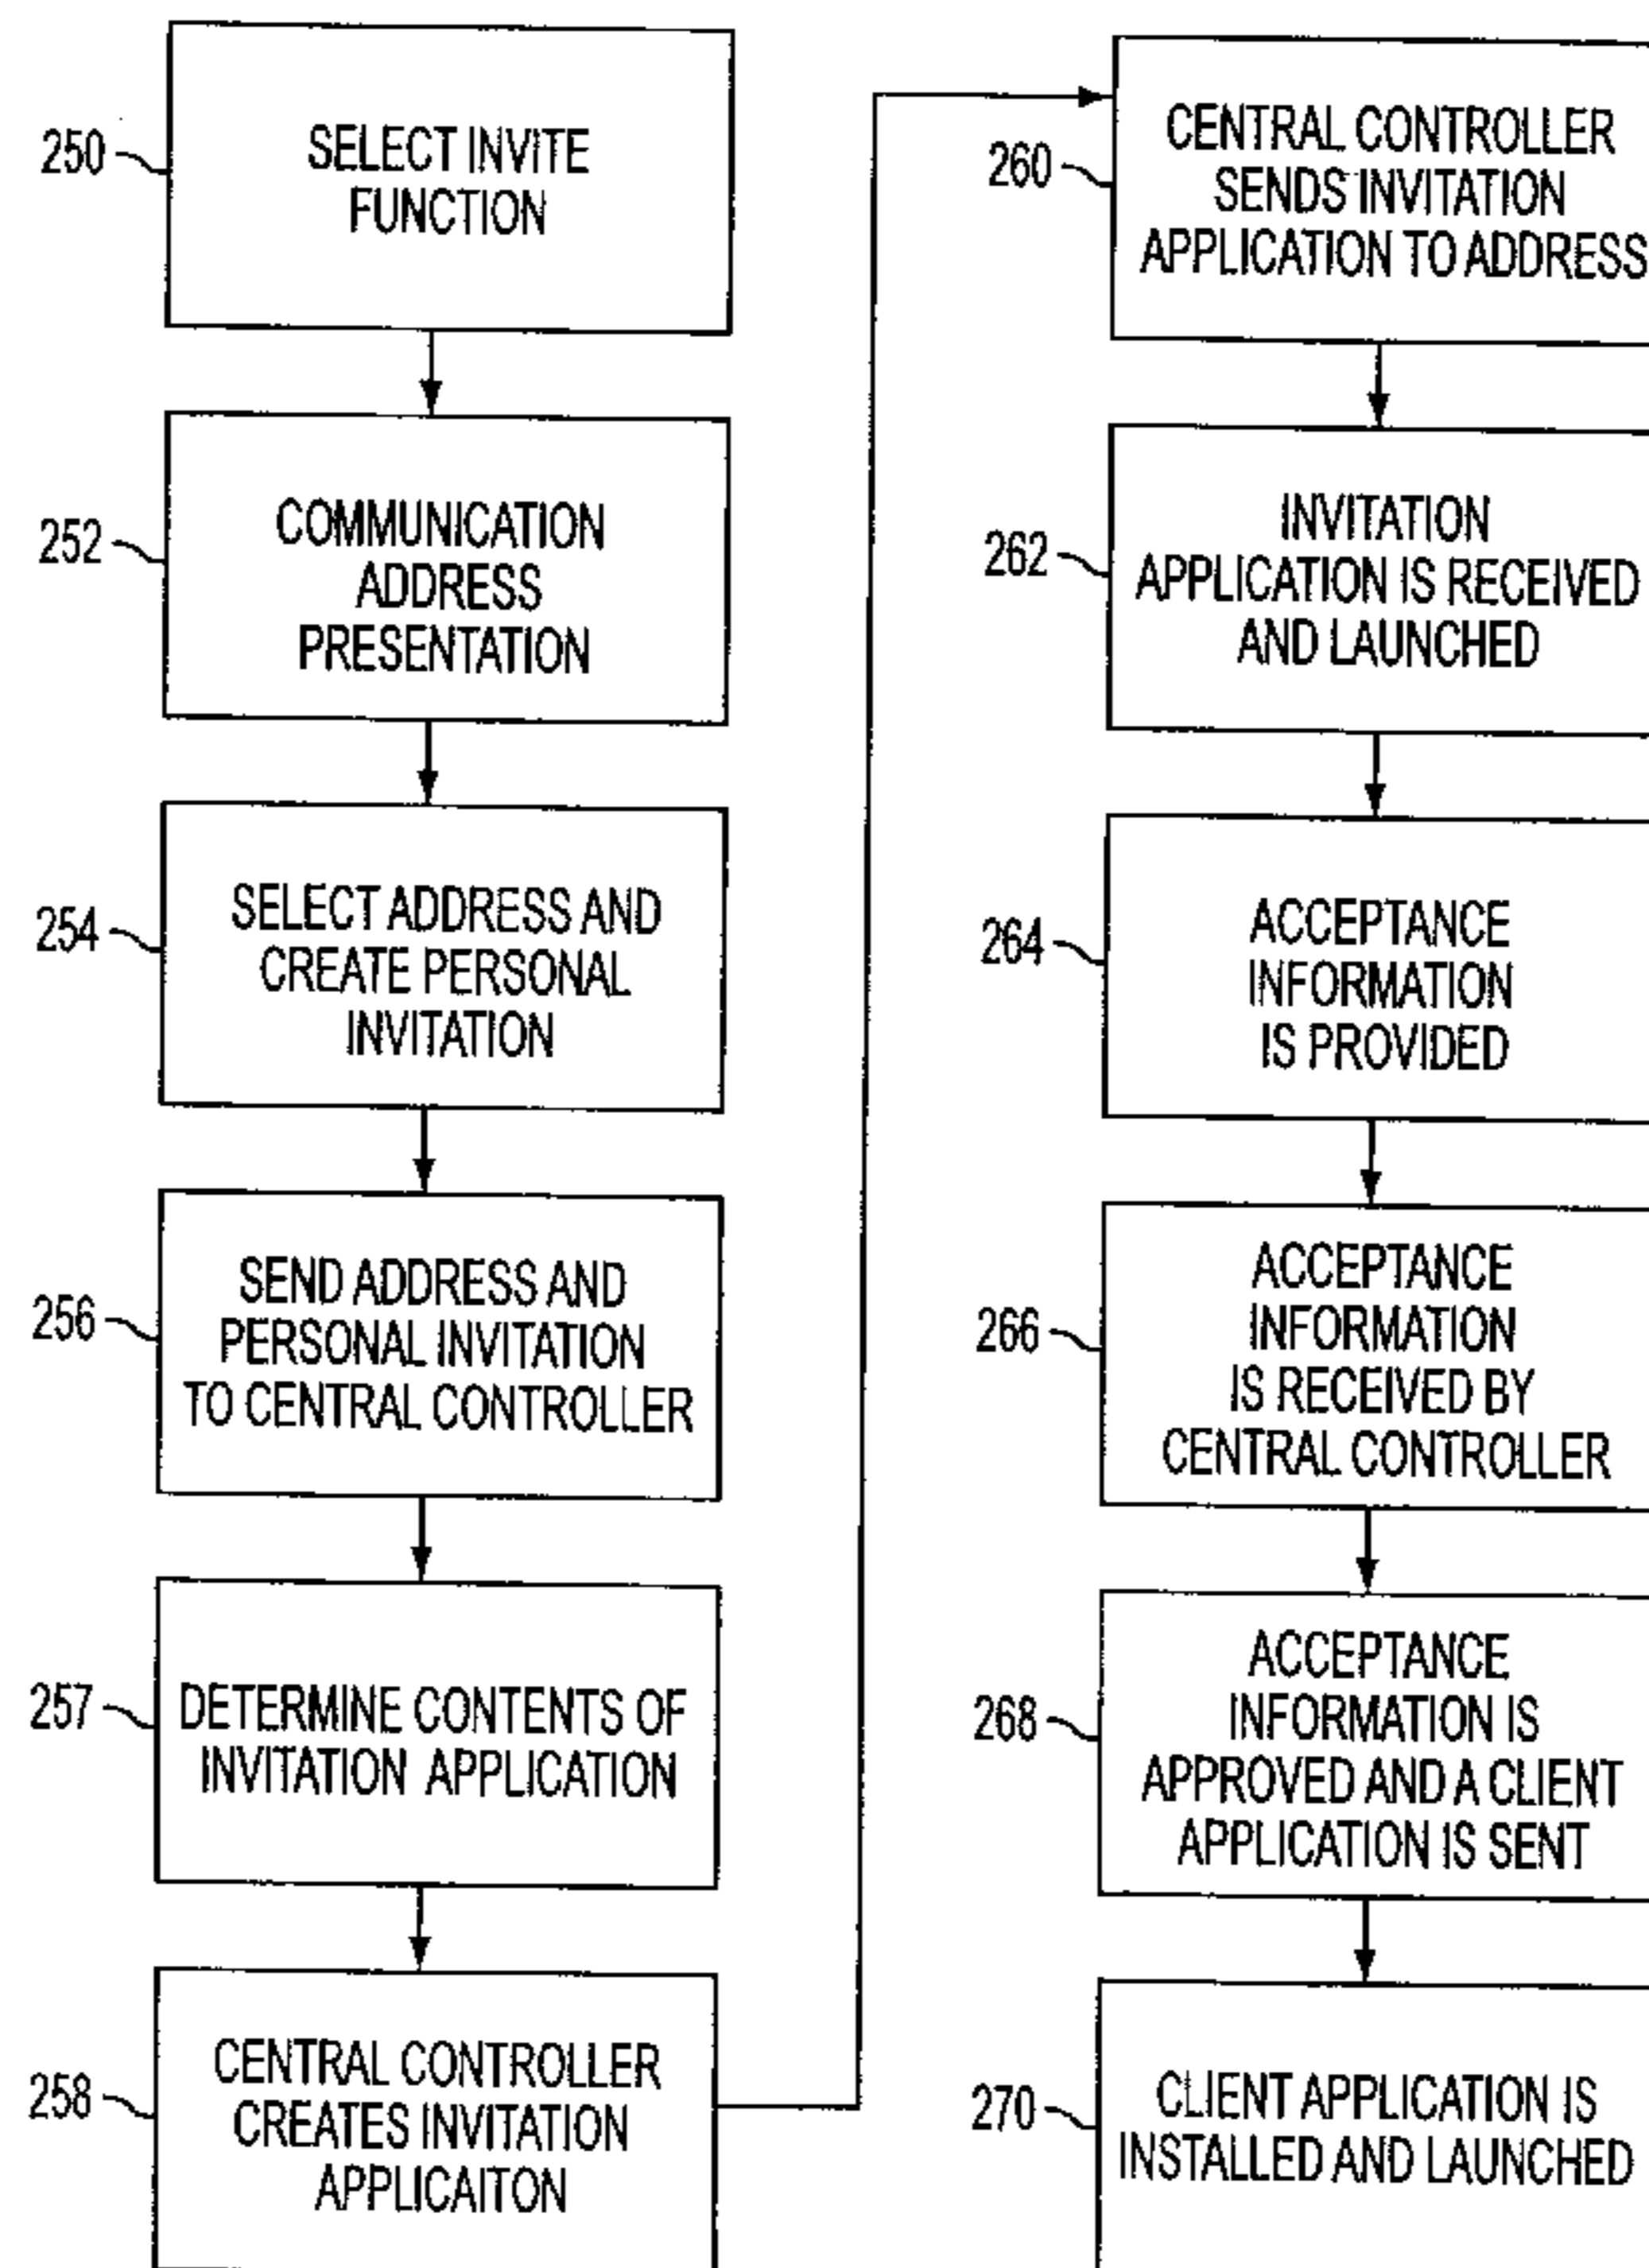 250
SELECT INVITE
FUNCTION
252
COMMUNICATION
ADDRESS
PRESENTATION
254
SELECT ADDRESS AND
CREATE PERSONAL
INVITATION
256
SEND ADDRESS AND
PERSONAL INVITATION
TO CENTRAL CONTROLLER
257
DETERMINE CONTENTS OF
INVITATION APPLICATION
258
CENTRAL CONTROLLER
CREATES INVITATION
APPLICAITON
260
CENTRAL CONTROLLER
SENDS INVITATION
APPLICATION TO ADDRESS
262
INVITATION
APPLICATION IS RECEIVED
AND LAUNCHED
264
ACCEPTANCE
INFORMATION
IS PROVIDED
266
ACCEPTANCE
INFORMATION
IS RECEIVED BY
CENTRAL CONTROLLER
268
ACCEPTANCE
INFORMATION IS
APPROVED AND A CLIENT
APPLICATION IS SENT
270
CLIENT APPLICATION IS
INSTALLED AND LAUNCHED